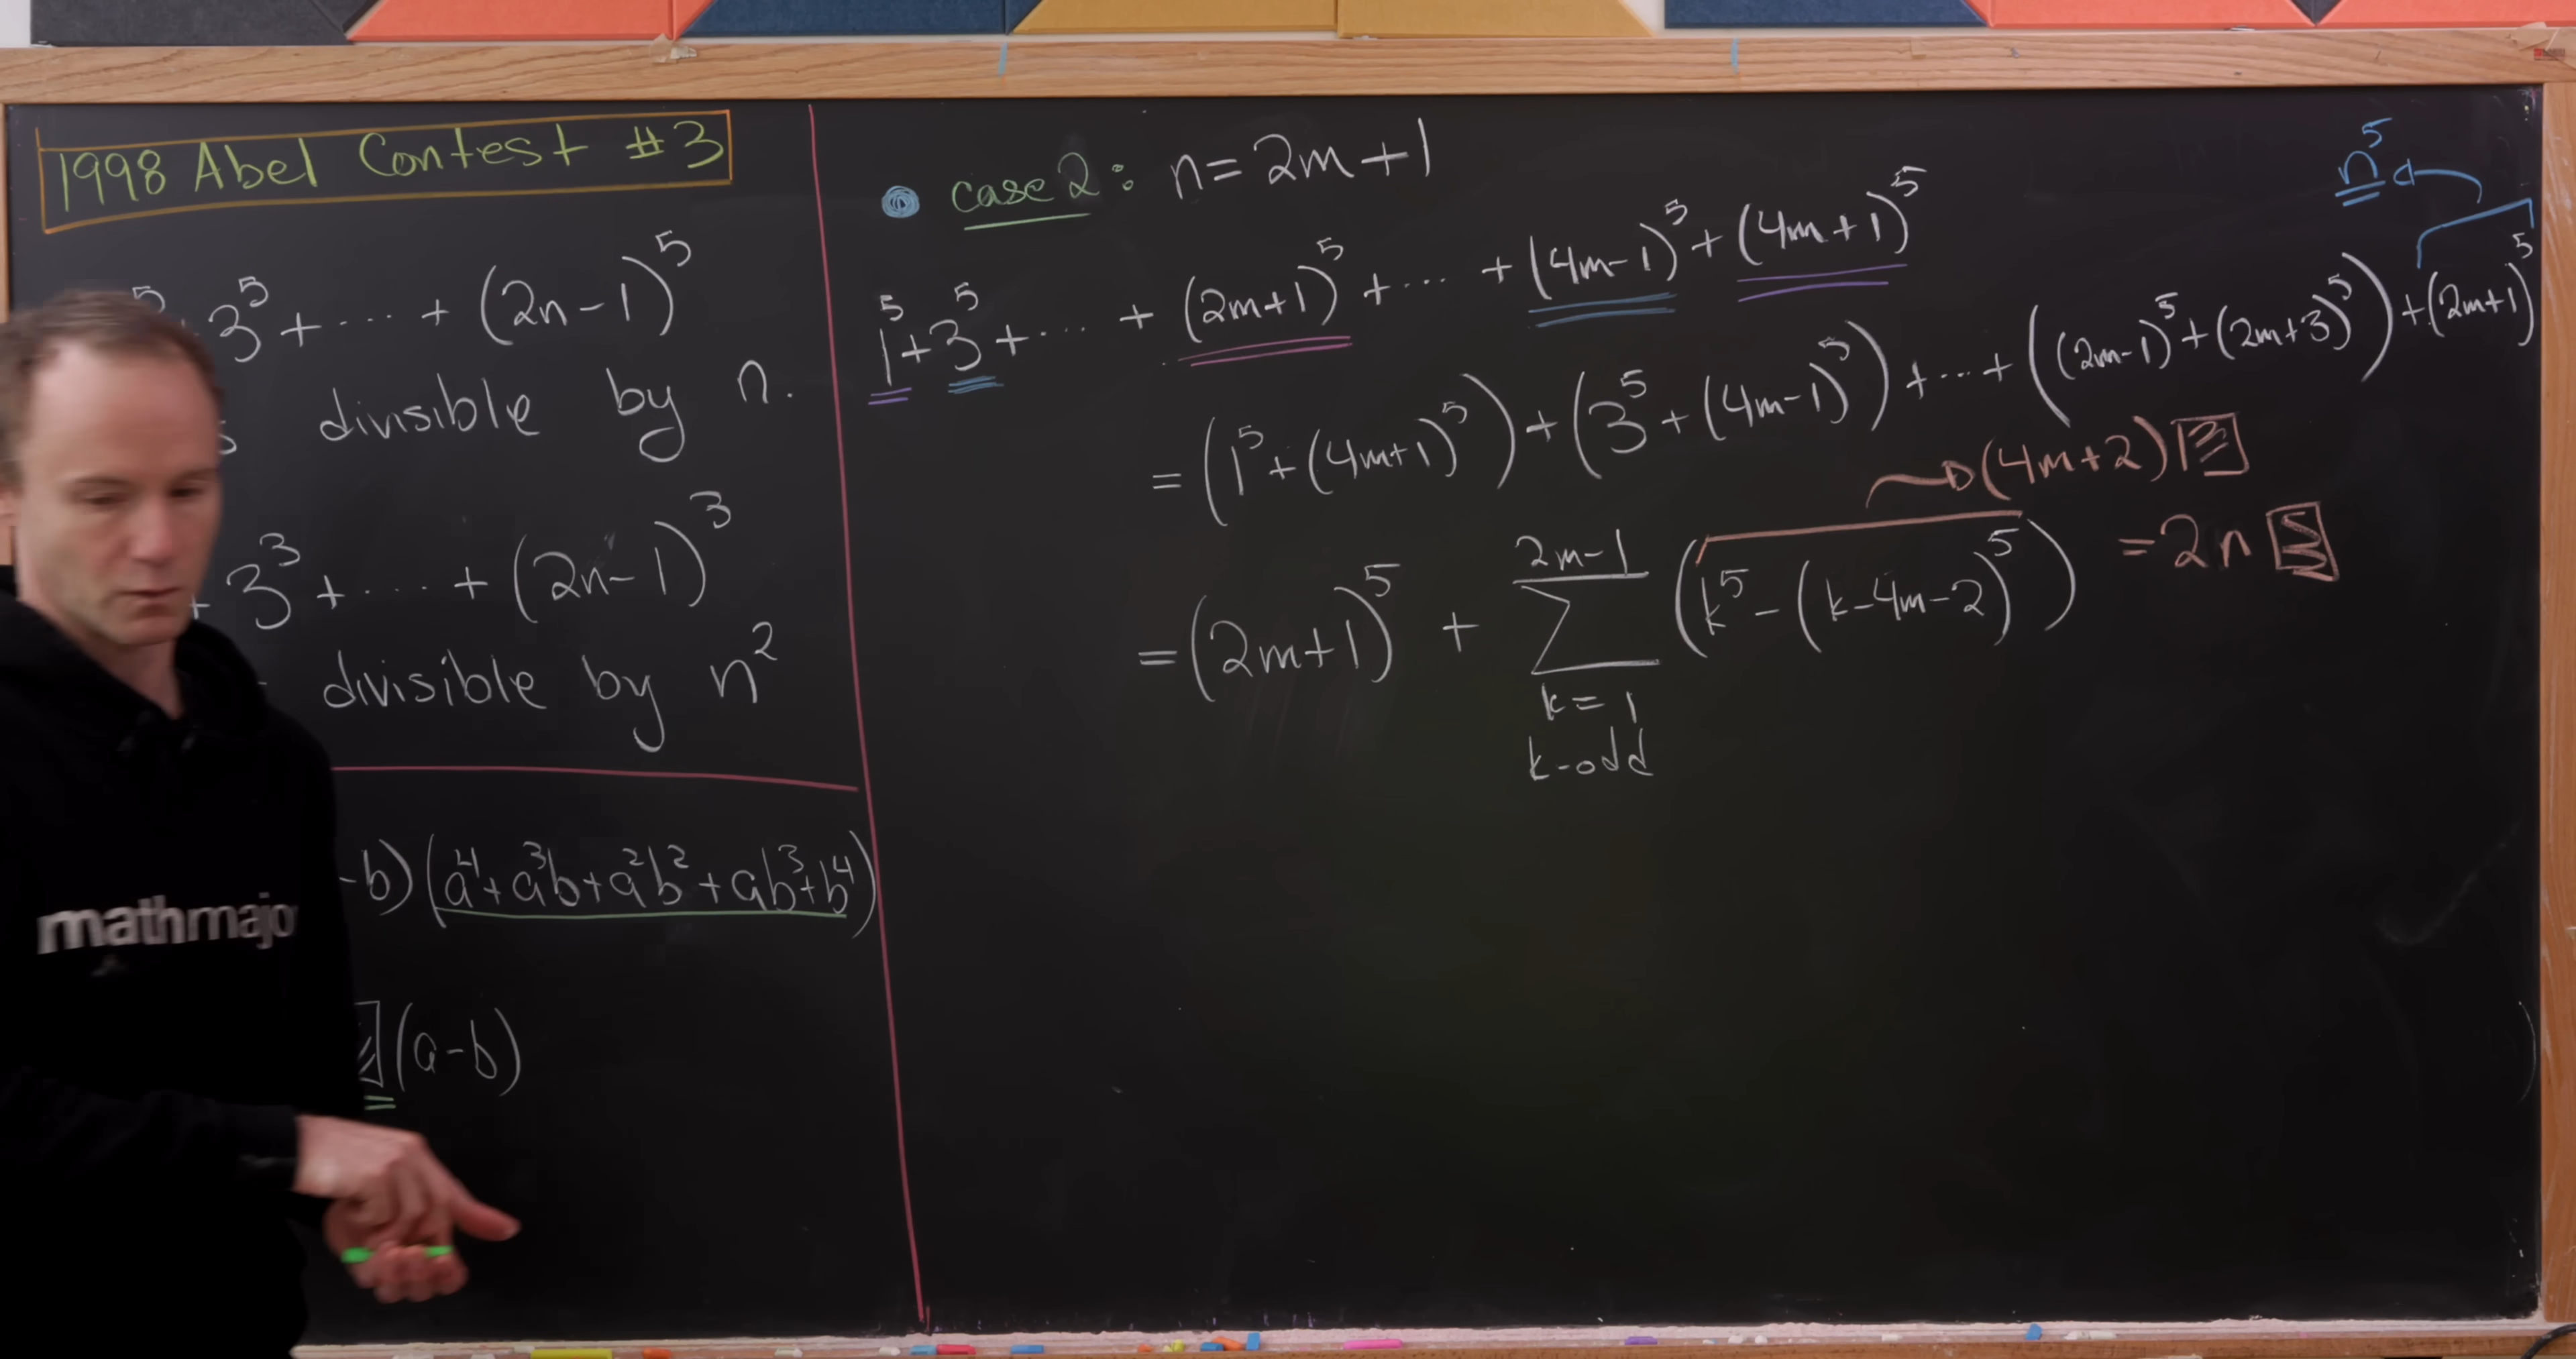 1998 Abel Contest #3
5 3^5 + ⋯ + (2n-1)^5
s divisible by n.
+ 3^3 + ⋯ + (2n-1)^3
divisible by n^2
-b)(a^4+a^3b+a^2b^2+ab^3+b^4)
(a-b)
mathmajo
case 2: n=2m+1
1^5+3^5+ ⋯ + (2m+1)^5 + ⋯ + (4m-1)^5 + (4m+1)^5
n^5
= (1^5+(4m+1)^5) + (3^5+(4m-1)^5) + ⋯ + ((2m-1)^5+(2m+3)^5) + (2m+1)^5
(4m+2)
= (2m+1)^5 + ∑ (k^5-(k-4m-2)^5) = 2n
2m-1
k=1
k-odd